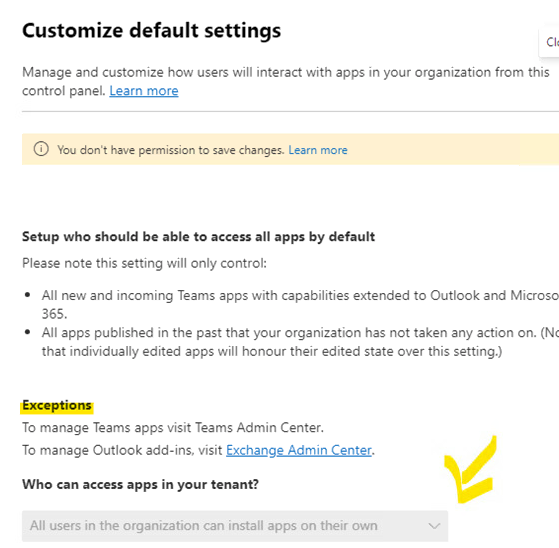 Customize default settings
Clo
Manage and customize how users will interact with apps in your organization from this
control panel. Learn more
You don't have permission to save changes. Learn more
Setup who should be able to access all apps by default
Please note this setting will only control:
• All new and incoming Teams apps with capabilities extended to Outlook and Microso
365.
• All apps published in the past that your organization has not taken any action on. (No
that individually edited apps will honour their edited state over this setting.)
Exceptions
To manage Teams apps visit Teams Admin Center.
To manage Outlook add-ins, visit Exchange Admin Center.
Who can access apps in your tenant?
All users in the organization can install apps on their own